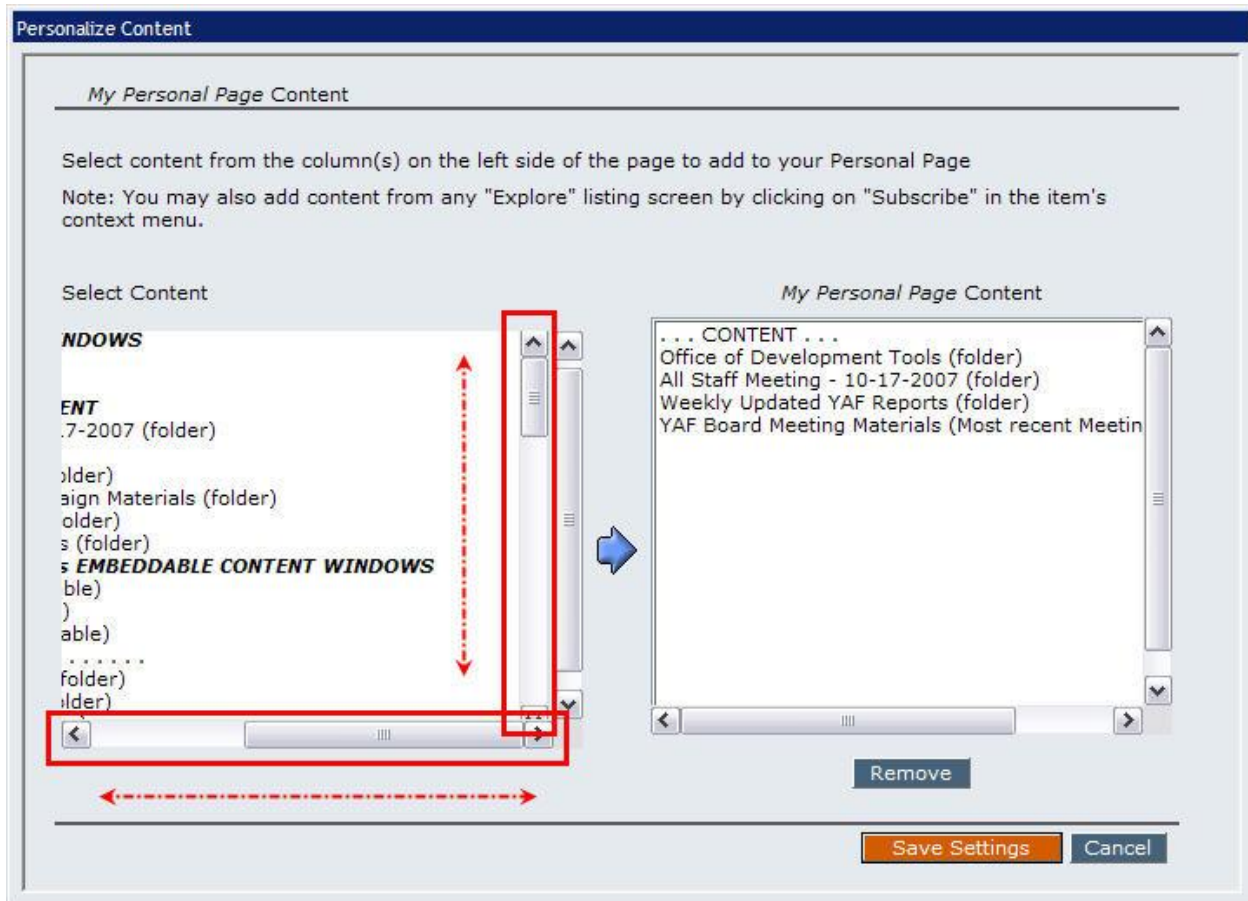 Personalize Content
My Personal Page Content
Select content from the column(s) on the left side of the page to add to your Personal Page
Note: You may also add content from any "Explore" listing screen by clicking on "Subscribe" in the item's
context menu.
Select Content
NDOWS
ENT
7-2007 (folder)
lder)
aign Materials (folder)
older)
s (folder)
s EMBEDDABLE CONTENT WINDOWS
ble)
)
able)
. . . . . .
folder)
lder)
My Personal Page Content
. . . CONTENT . . .
Office of Development Tools (folder)
All Staff Meeting - 10-17-2007 (folder)
Weekly Updated YAF Reports (folder)
YAF Board Meeting Materials (Most recent Meetin
Remove
Save Settings
Cancel